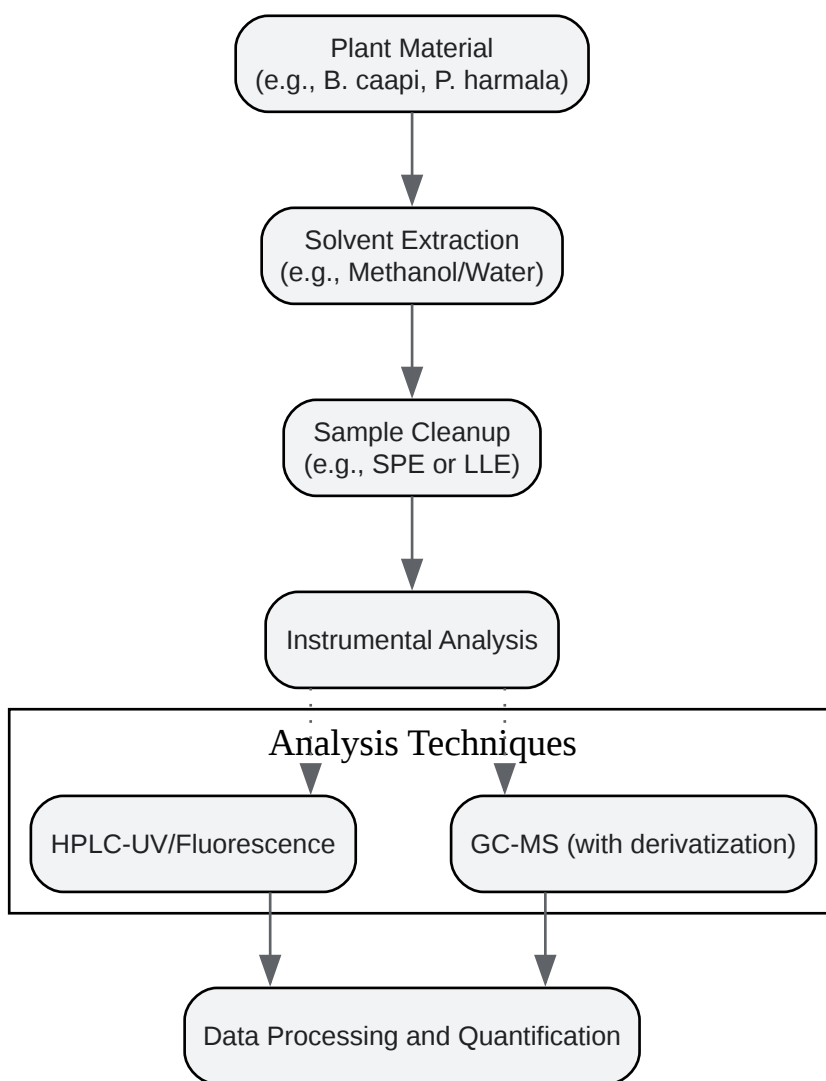 Plant Material
(e.g., B. caapi, P. harmala)
Solvent Extraction
(e.g., Methanol/Water)
Sample Cleanup
(e.g., SPE or LLE)
Instrumental Analysis
Analysis Techniques
HPLC-UV/Fluorescence
GC-MS (with derivatization)
Data Processing and Quantification